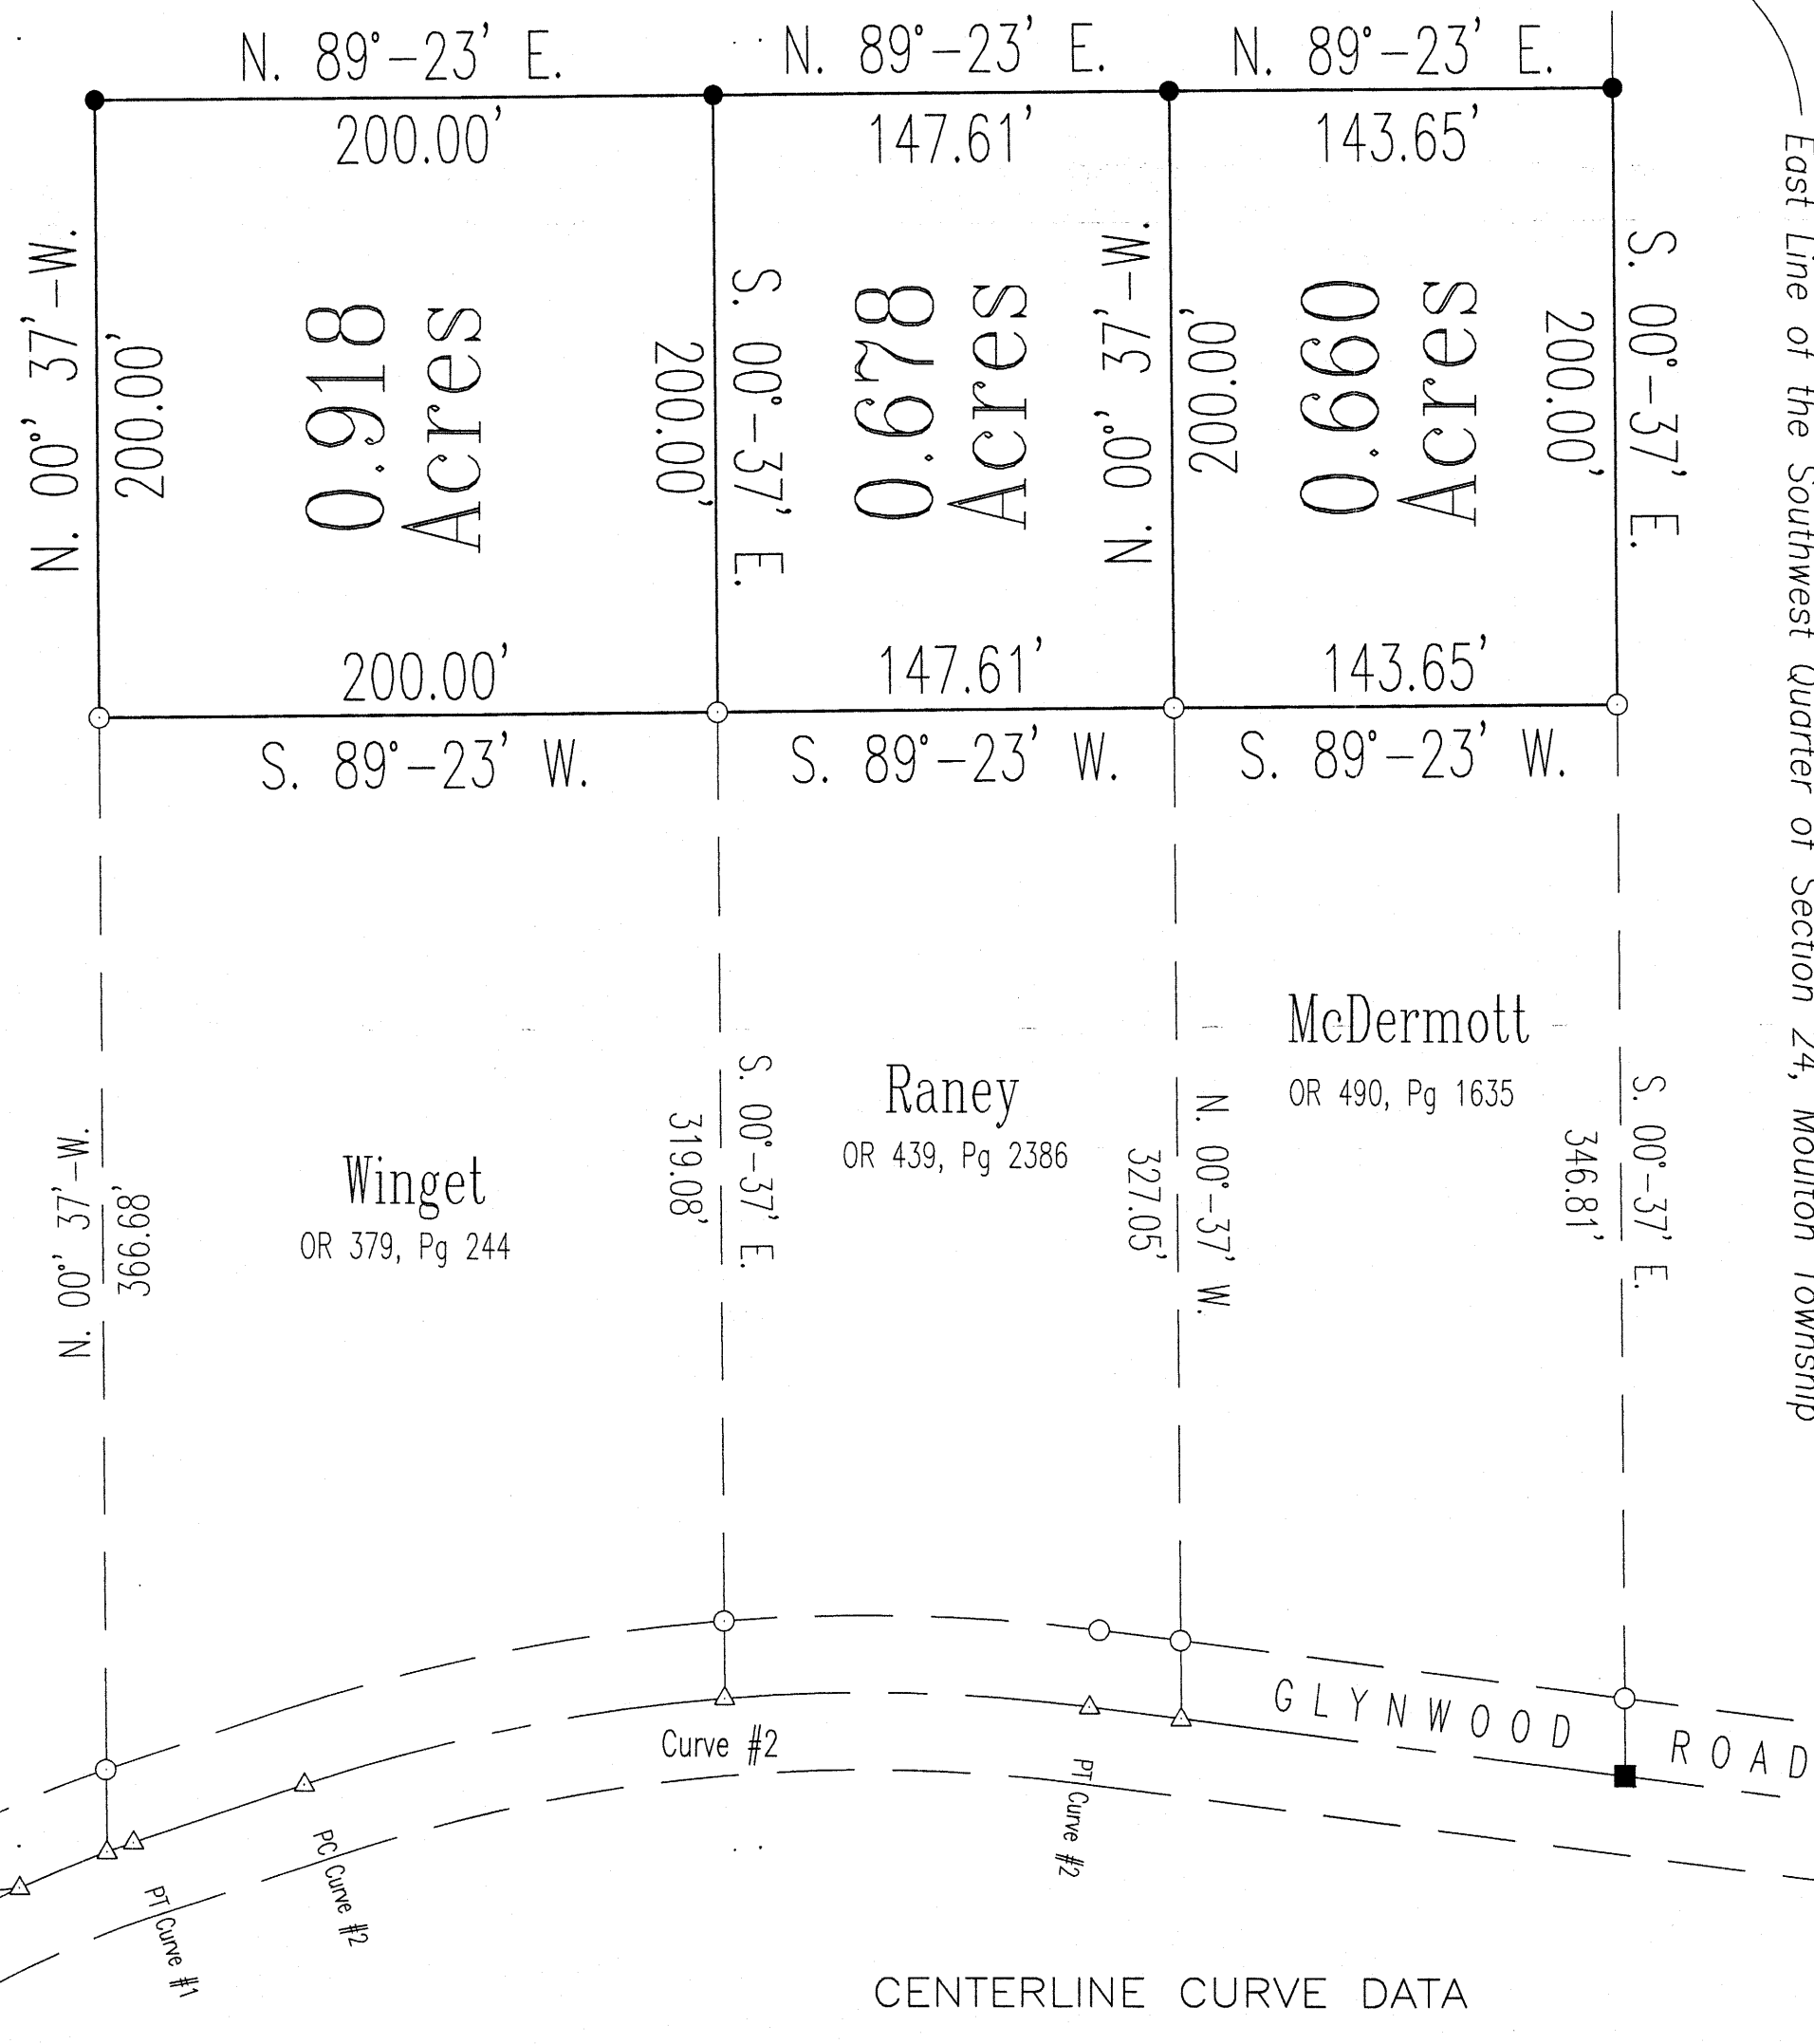 N. 89°-23' E.
N. 89°-23' E.
N. 89°-23' E.
200.00'
147.61'
143.65'
N. 00°' 37'-W.
200.00'
0.918
Acres
200.00'
S. 00°-37' E.
0.678
Acres
N. 00°' 37'-W.
200.00'
0.660
Acres
200.00'
S. 00°-37' E.
East Line of the Southwest Quarter of Section 24, Moulton Township
200.00'
147.61'
143.65'
S. 89°-23' W.
S. 89°-23' W.
S. 89°-23' W.
N. 00°' 37'-W.
366.68'
Winget
OR 379, Pg 244
319.08'
S. 00°-37' E.
Raney
OR 439, Pg 2386
327.05'
N. 00°-37' W.
McDermott
OR 490, Pg 1635
346.81'
S. 00°-37' E.
GLYNWOOD ROAD
Curve #2
PT Curve #2
PC Curve #2
PT Curve #1
CENTERLINE CURVE DATA